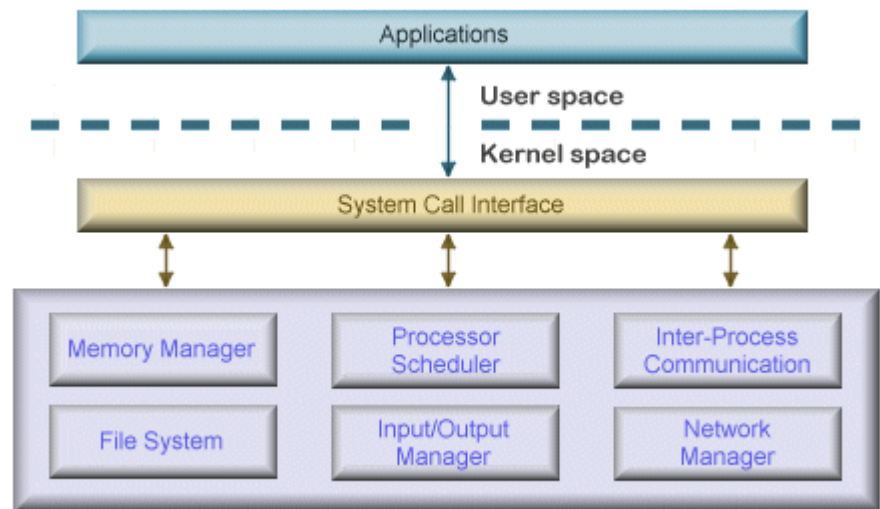 Applications
User space
Kernel space
System Call Interface
Memory Manager
Processor
Scheduler
Inter-Process
Communication
File System
Input/Output
Manager
Network
Manager